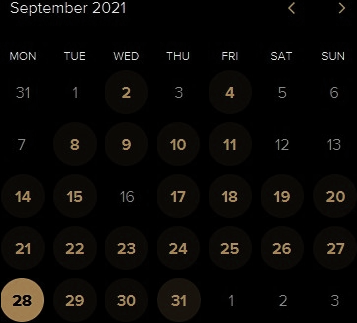 September 2021
MON TUE WED THU FRI SAT SUN
31 1 2 3 4 5 6
7 8 9 10 11 12 13
14 15 16 17 18 19 20
21 22 23 24 25 26 27
28 29 30 31 1 2 3